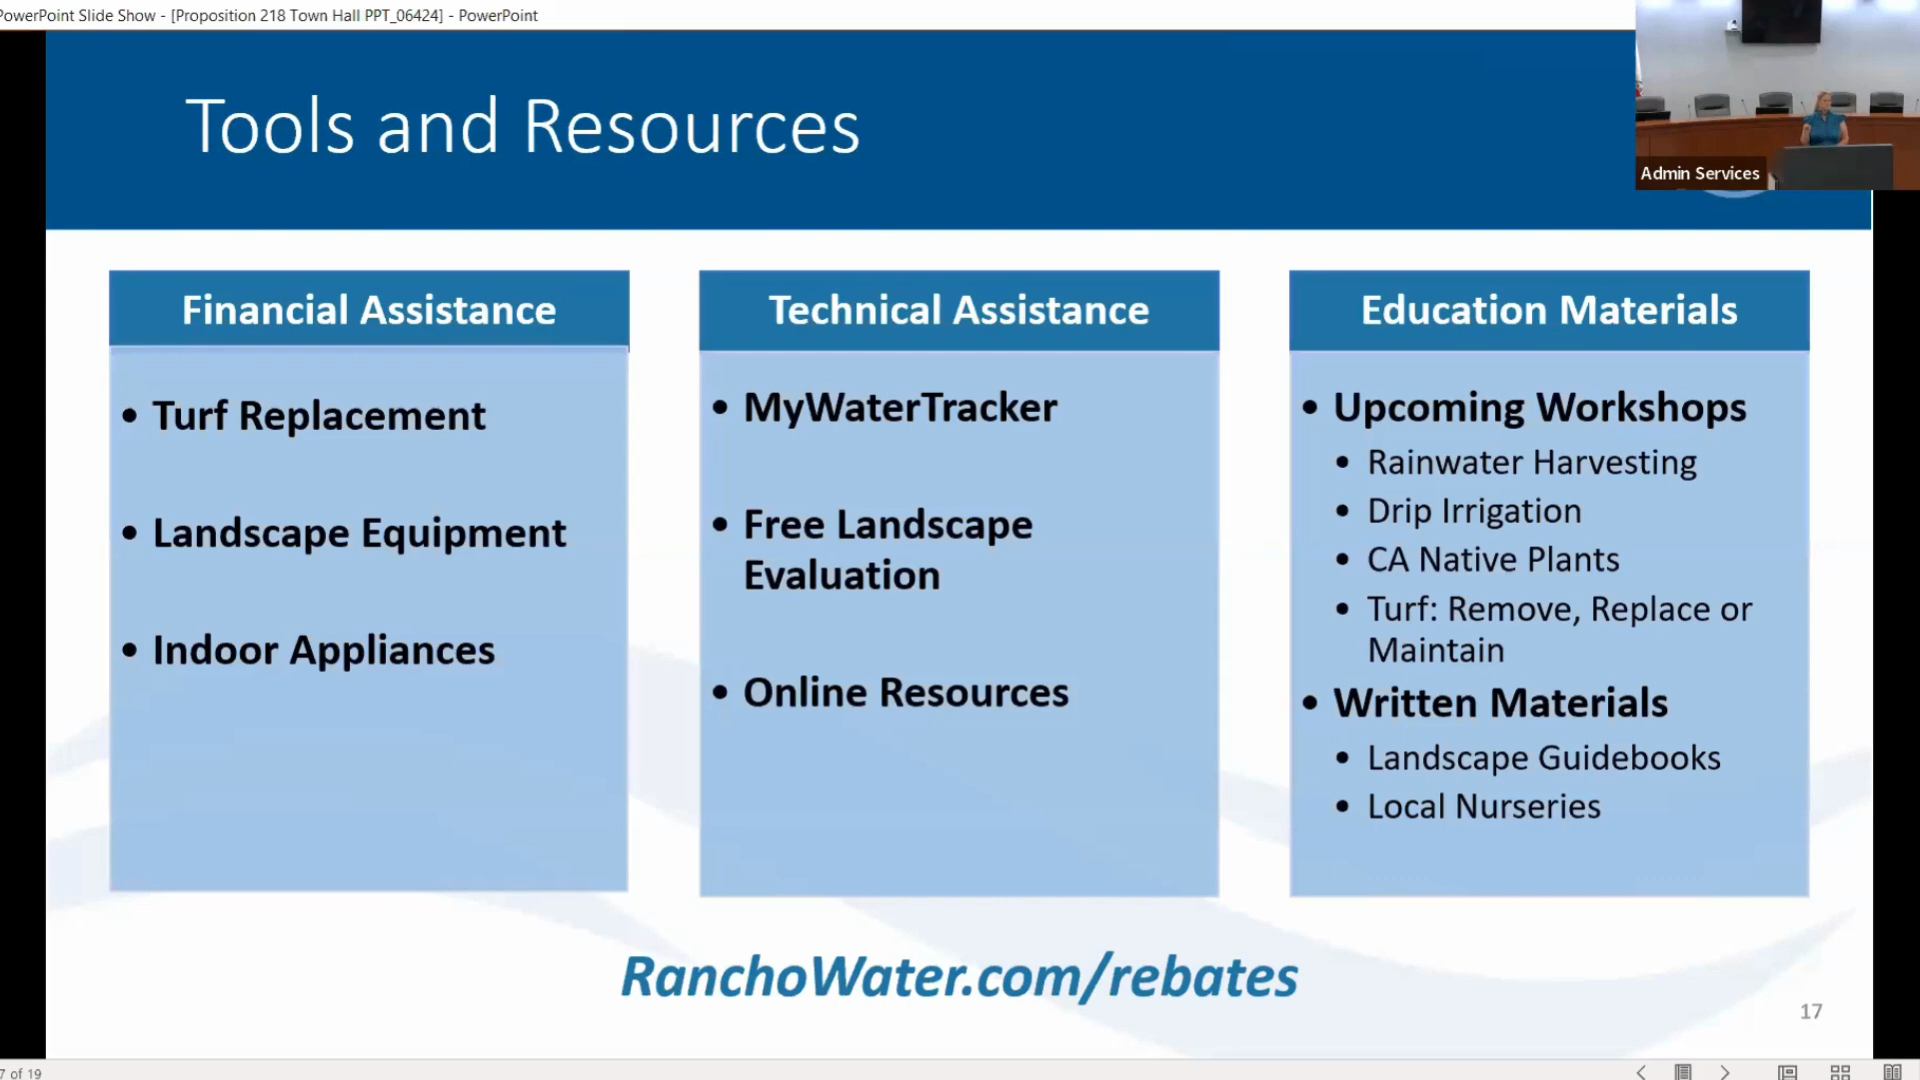 PowerPoint Slide Show - [Proposition 218 Town Hall PPT_06424] - PowerPoint
Tools and Resources
Admin Services
Financial Assistance
• Turf Replacement
• Landscape Equipment
• Indoor Appliances
Technical Assistance
• MyWaterTracker
• Free Landscape
Evaluation
• Online Resources
Education Materials
• Upcoming Workshops
• Rainwater Harvesting
• Drip Irrigation
• CA Native Plants
• Turf: Remove, Replace or
Maintain
• Written Materials
• Landscape Guidebooks
• Local Nurseries
RanchoWater.com/rebates
17
7 of 19